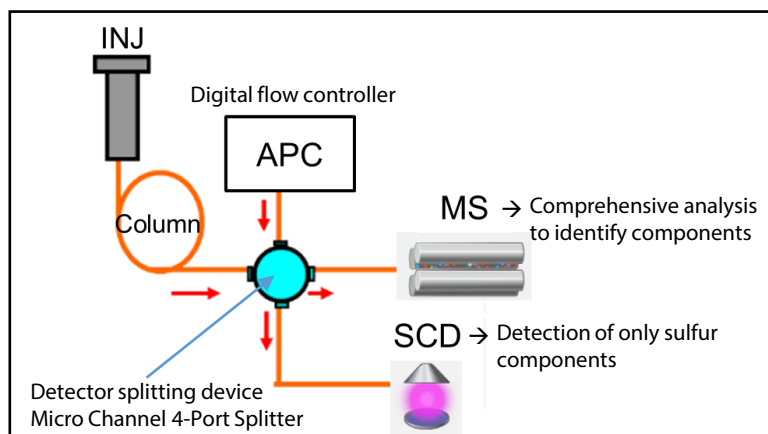 INJ
Digital flow controller
APC
Column
MS → Comprehensive analysis
to identify components
SCD → Detection of only sulfur
components
Detector splitting device
Micro Channel 4-Port Splitter